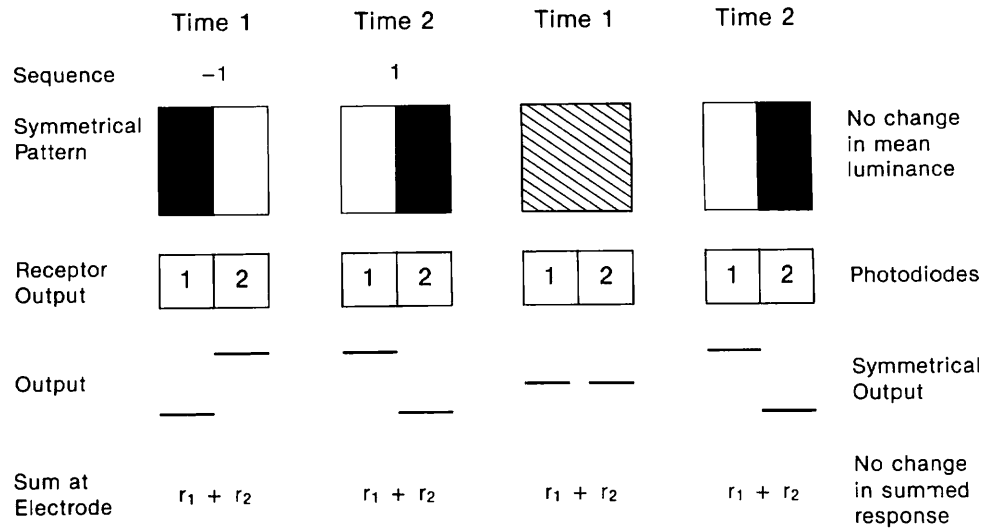 Time 1 Time 2 Time 1 Time 2
Sequence −1 1
Symmetrical
Pattern
No change
in mean
luminance
Receptor
Output
1 2 1 2 1 2 1 2
Photodiodes
Output
Symmetrical
Output
Sum at
Electrode
r₁ + r₂ r₁ + r₂ r₁ + r₂ r₁ + r₂
No change
in summed
response